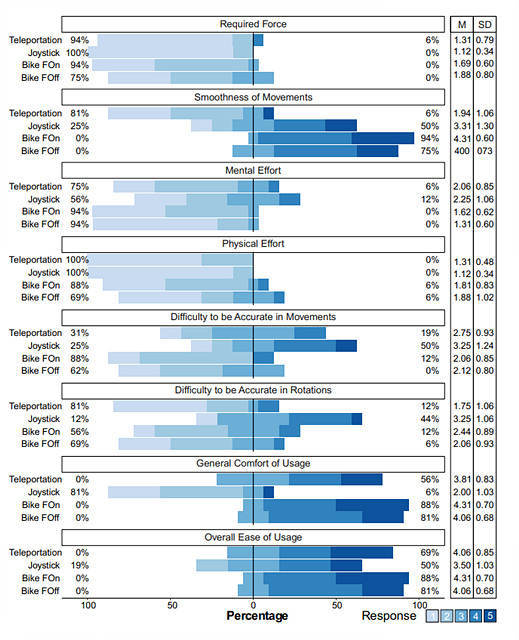 Required Force M SD
Teleportation 94% 6% 1.31 0.79
Joystick 100% 0% 1.12 0.34
Bike FOn 94% 0% 1.69 0.60
Bike FOff 75% 0% 1.88 0.80
Smoothness of Movements
Teleportation 81% 6% 1.94 1.06
Joystick 25% 50% 3.31 1.30
Bike FOn 0% 94% 4.31 0.60
Bike FOff 0% 75% 400 073
Mental Effort
Teleportation 75% 6% 2.06 0.85
Joystick 56% 12% 2.25 1.06
Bike FOn 94% 0% 1.62 0.62
Bike FOff 94% 0% 1.31 0.60
Physical Effort
Teleportation 100% 0% 1.31 0.48
Joystick 100% 0% 1.12 0.34
Bike FOn 88% 6% 1.81 0.83
Bike FOff 69% 6% 1.88 1.02
Difficulty to be Accurate in Movements
Teleportation 31% 19% 2.75 0.93
Joystick 25% 50% 3.25 1.24
Bike FOn 88% 12% 2.06 0.85
Bike FOff 62% 0% 2.12 0.80
Difficulty to be Accurate in Rotations
Teleportation 81% 12% 1.75 1.06
Joystick 12% 44% 3.25 1.06
Bike FOn 56% 12% 2.44 0.89
Bike FOff 69% 6% 2.06 0.93
General Comfort of Usage
Teleportation 0% 56% 3.81 0.83
Joystick 81% 6% 2.00 1.03
Bike FOn 0% 88% 4.31 0.70
Bike FOff 0% 81% 4.06 0.68
Overall Ease of Usage
Teleportation 0% 69% 4.06 0.85
Joystick 19% 50% 3.50 1.03
Bike FOn 0% 88% 4.31 0.70
Bike FOff 0% 81% 4.06 0.68
100 50 0 50 100
Percentage Response 1 2 3 4 5